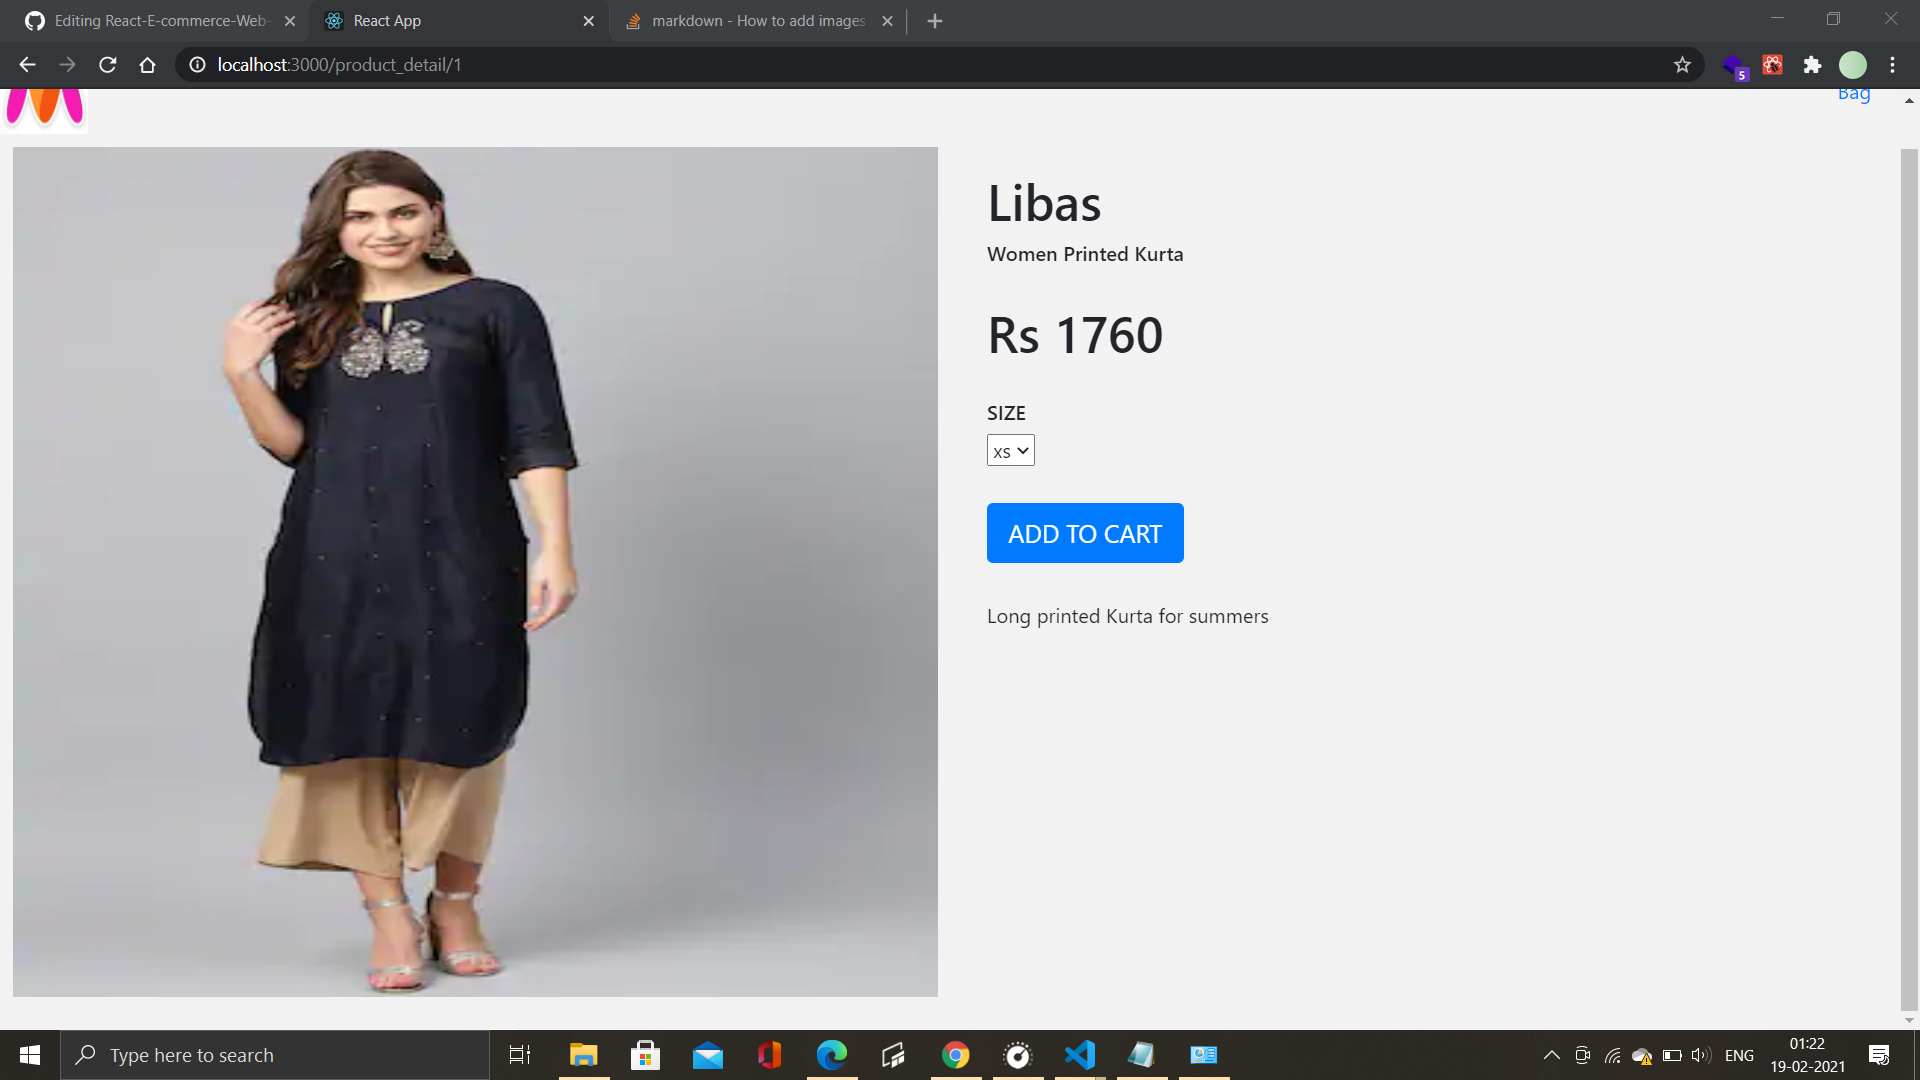 Editing React-E-commerce-Web-
React App
markdown - How to add images
localhost:3000/product_detail/1
5
Bag
Libas
Women Printed Kurta
Rs 1760
SIZE
xs
ADD TO CART
Long printed Kurta for summers
Type here to search
ENG
01:22
19-02-2021